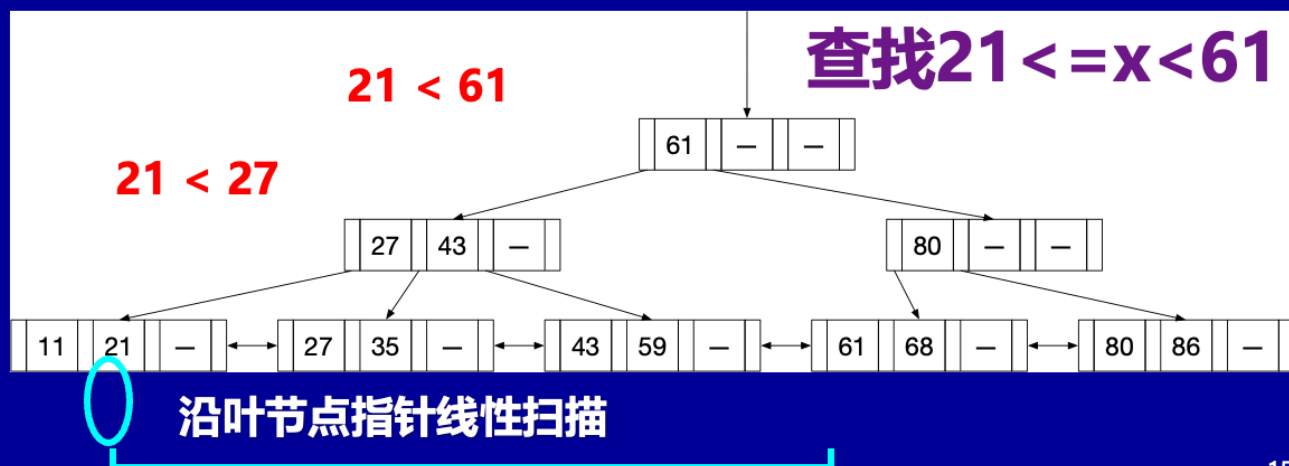 查找21<=x<61
21 < 61
61 — —
21 < 27
27 43 —
80 — —
11 21 —
27 35 —
43 59 —
61 68 —
80 86 —
沿叶节点指针线性扫描